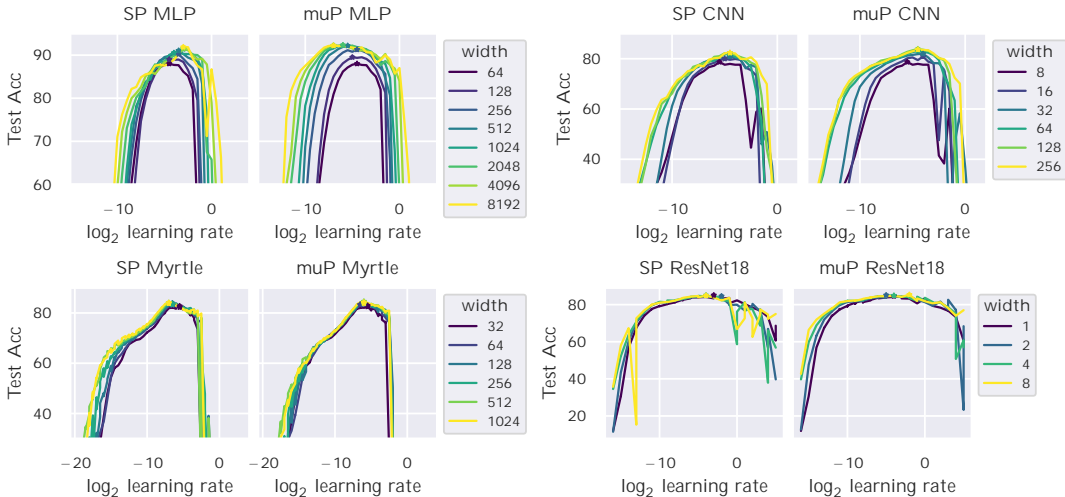 SP MLP
muP MLP
90
80
70
60
Test Acc
−10
0
−10
0
log2 learning rate
log2 learning rate
width
64
128
256
512
1024
2048
4096
8192
SP CNN
muP CNN
80
60
40
Test Acc
−10
0
−10
0
log2 learning rate
log2 learning rate
width
8
16
32
64
128
256
SP Myrtle
muP Myrtle
80
60
40
Test Acc
−20
−10
0
−20
−10
0
log2 learning rate
log2 learning rate
width
32
64
128
256
512
1024
SP ResNet18
muP ResNet18
80
60
40
20
Test Acc
−10
0
−10
0
log2 learning rate
log2 learning rate
width
1
2
4
8